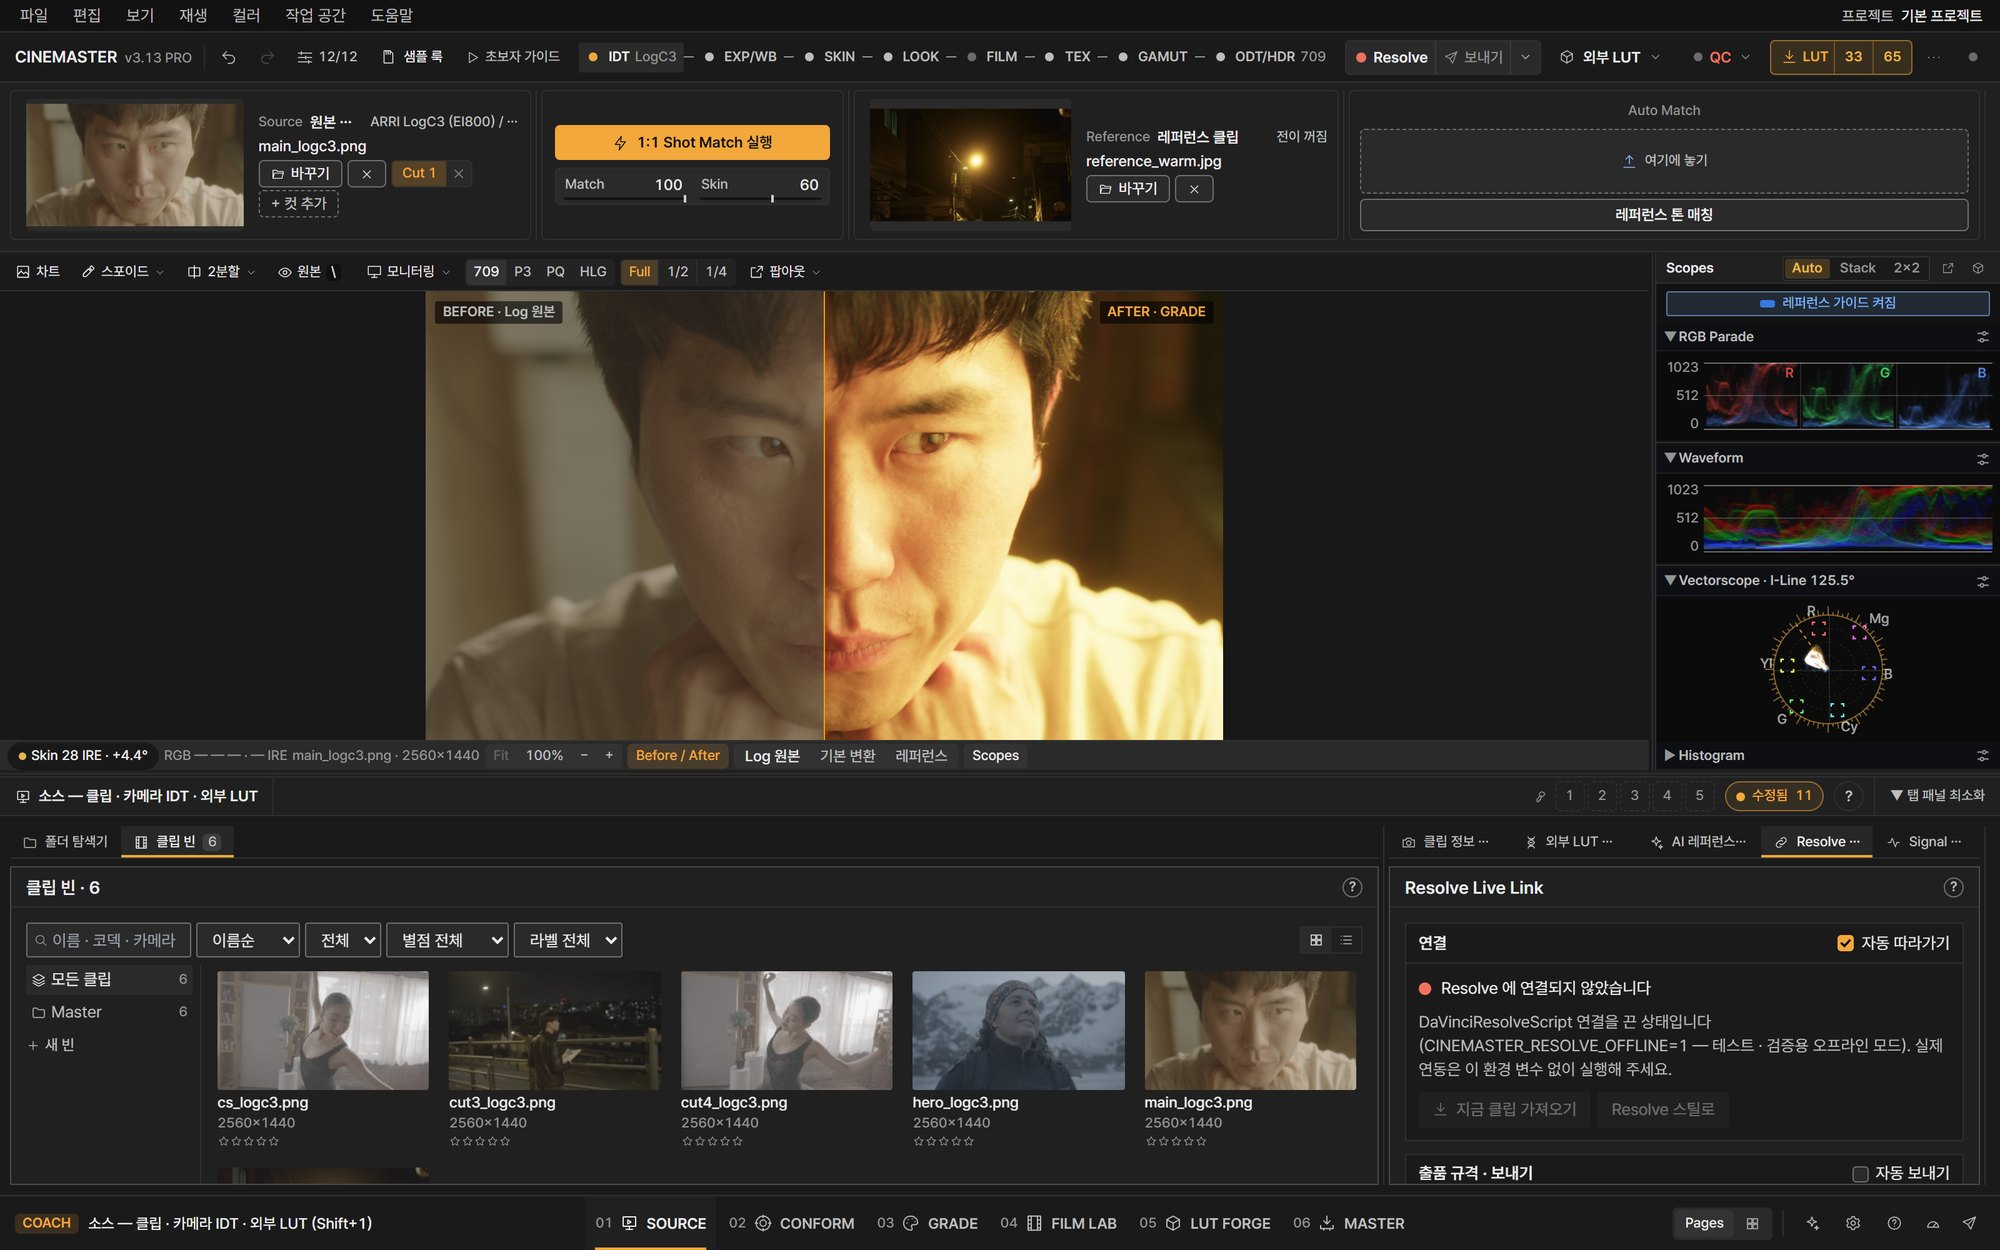 파일 편집 보기 재생 컬러 작업 공간 도움말 프로젝트 기본 프로젝트
CINEMASTER v3.13 PRO 12/12 샘플 룩 초보자 가이드 IDT LogC3 EXP/WB SKIN LOOK FILM TEX GAMUT ODT/HDR 709 Resolve 보내기 외부 LUT QC LUT 33 65 ···
Source 원본 ··· ARRI LogC3 (EI800) / ···
main_logc3.png
바꾸기 × Cut 1 ×
+ 컷 추가
1:1 Shot Match 실행
Match 100 Skin 60
Reference 레퍼런스 클립 전이 꺼짐
reference_warm.jpg
바꾸기 ×
Auto Match
여기에 놓기
레퍼런스 톤 매칭
차트 스포이드 2분할 원본 \ 모니터링 709 P3 PQ HLG Full 1/2 1/4 팝아웃
BEFORE · Log 원본
AFTER · GRADE
Scopes Auto Stack 2×2
레퍼런스 가이드 켜짐
▼RGB Parade
1023
512
0
R G B
▼Waveform
1023
512
0
▼Vectorscope · I-Line 125.5°
R Mg
Yl B
G Cy
▶Histogram
Skin 28 IRE · +4.4° RGB — — — · — IRE main_logc3.png · 2560×1440 Fit 100% − + Before / After Log 원본 기본 변환 레퍼런스 Scopes
소스 — 클립 · 카메라 IDT · 외부 LUT 1 2 3 4 5 수정됨 11 ? ▼탭 패널 최소화
폴더 탐색기 클립 빈 6
클립 정보 ··· 외부 LUT ··· AI 레퍼런스··· Resolve ··· Signal ···
클립 빈 · 6 ?
이름 · 코덱 · 카메라 이름순 전체 별점 전체 라벨 전체
모든 클립 6
Master 6
+ 새 빈
cs_logc3.png
2560×1440
☆☆☆☆☆
cut3_logc3.png
2560×1440
☆☆☆☆☆
cut4_logc3.png
2560×1440
☆☆☆☆☆
hero_logc3.png
2560×1440
☆☆☆☆☆
main_logc3.png
2560×1440
☆☆☆☆☆
Resolve Live Link ?
연결 자동 따라가기
Resolve 에 연결되지 않았습니다
DaVinciResolveScript 연결을 끈 상태입니다
(CINEMASTER_RESOLVE_OFFLINE=1 — 테스트 · 검증용 오프라인 모드). 실제
연동은 이 환경 변수 없이 실행해 주세요.
지금 클립 가져오기 Resolve 스틸로
출품 규격 · 보내기 자동 보내기
COACH 소스 — 클립 · 카메라 IDT · 외부 LUT (Shift+1) 01 SOURCE 02 CONFORM 03 GRADE 04 FILM LAB 05 LUT FORGE 06 MASTER Pages